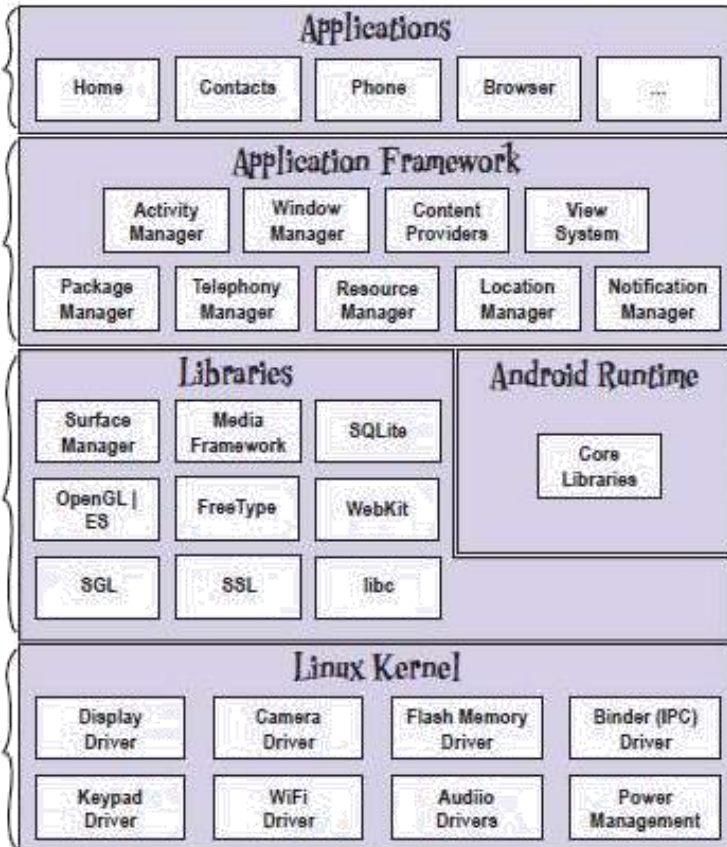 Applications
Home
Contacts
Phone
Browser
...
Application Framework
Activity
Manager
Window
Manager
Content
Providers
View
System
Package
Manager
Telephony
Manager
Resource
Manager
Location
Manager
Notification
Manager
Libraries
Surface
Manager
Media
Framework
SQLite
OpenGL |
ES
FreeType
WebKit
SGL
SSL
libc
Android Runtime
Core
Libraries
Linux Kernel
Display
Driver
Camera
Driver
Flash Memory
Driver
Binder (IPC)
Driver
Keypad
Driver
WiFi
Driver
Audiio
Drivers
Power
Management